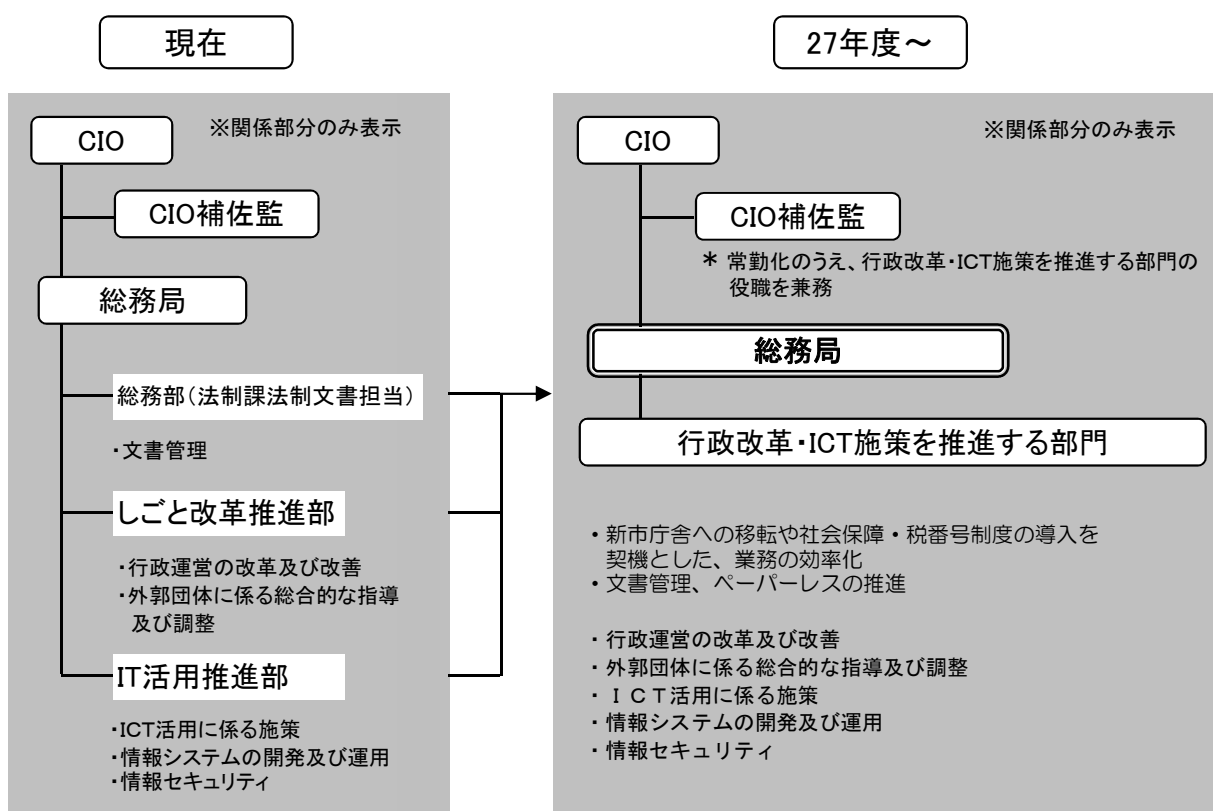 現在
※関係部分のみ表示
CIO
CIO補佐監
総務局
総務部(法制課法制文書担当)
・文書管理
しごと改革推進部
・行政運営の改革及び改善
・外郭団体に係る総合的な指導
及び調整
IT活用推進部
・ICT活用に係る施策
・情報システムの開発及び運用
・情報セキュリティ
27年度～
※関係部分のみ表示
CIO
CIO補佐監
* 常勤化のうえ、行政改革・ICT施策を推進する部門の
役職を兼務
総務局
行政改革・ICT施策を推進する部門
・新市庁舎への移転や社会保障・税番号制度の導入を
契機とした、業務の効率化
・文書管理、ペーパーレスの推進
・行政運営の改革及び改善
・外郭団体に係る総合的な指導及び調整
・ＩＣＴ活用に係る施策
・情報システムの開発及び運用
・情報セキュリティ